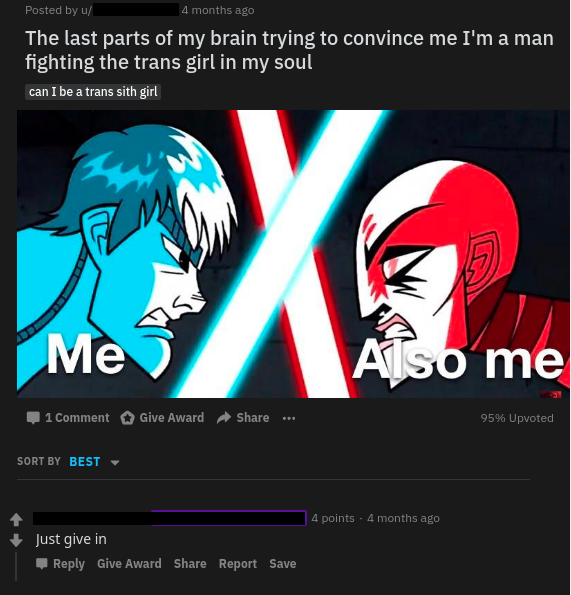 Posted by u/ 4 months ago
The last parts of my brain trying to convince me I'm a man
fighting the trans girl in my soul
can I be a trans sith girl
Me
Also me
1 Comment Give Award Share ...
95% Upvoted
SORT BY BEST
4 points · 4 months ago
Just give in
Reply Give Award Share Report Save